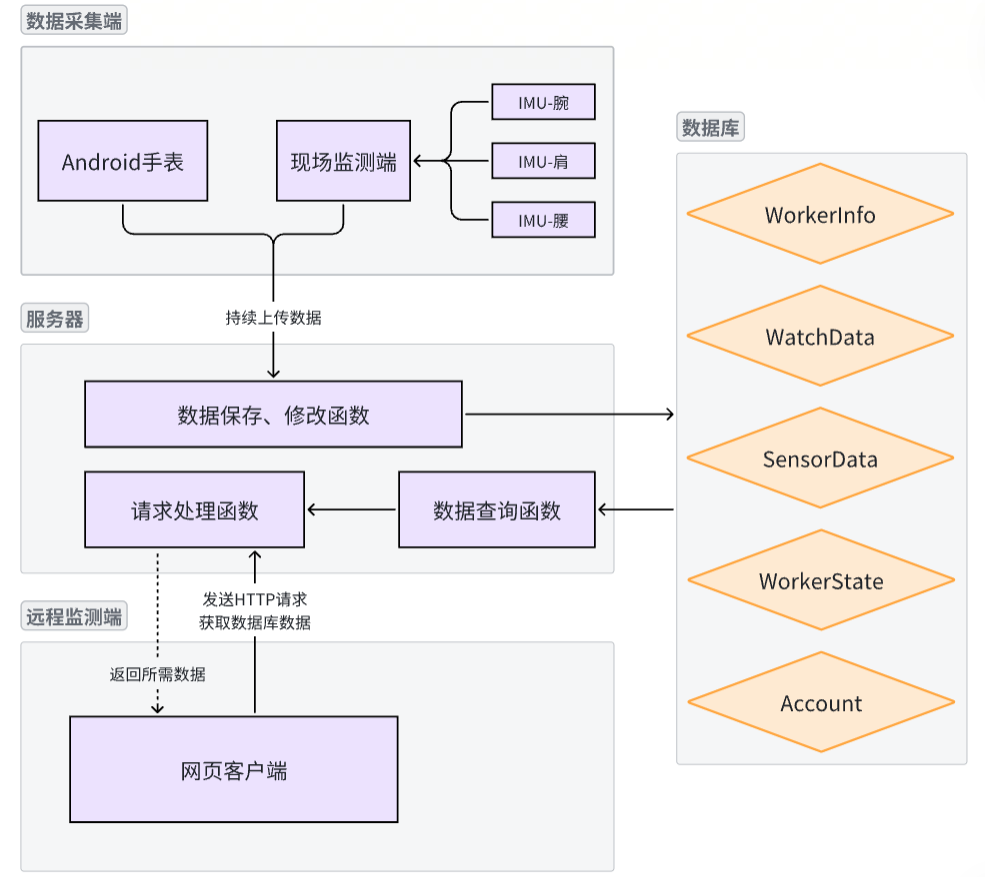 数据采集端
Android手表
现场监测端
IMU-腕
IMU-肩
IMU-腰
持续上传数据
服务器
数据保存、修改函数
请求处理函数
数据查询函数
发送HTTP请求
获取数据库数据
远程监测端
返回所需数据
网页客户端
数据库
WorkerInfo
WatchData
SensorData
WorkerState
Account